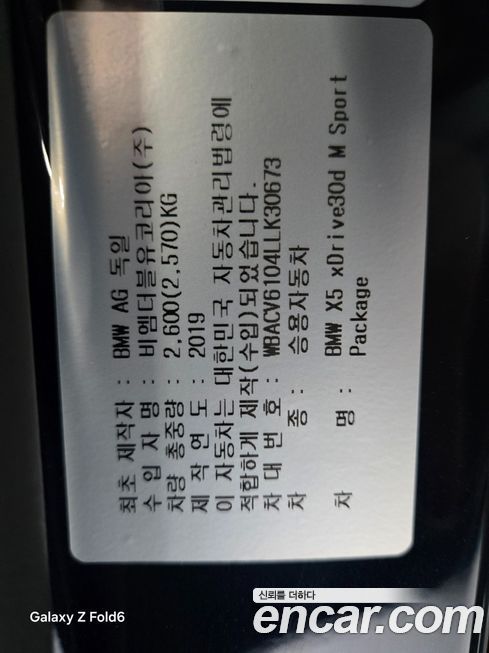 최초 제작자 : BMW AG 독일
수 입 자 명 : 비엠더블유코리아(주)
차량 총중량 : 2,600(2,570)KG
제 작 연 도 : 2019
이 자동차는 대한민국 자동차관리법령에
적합하게 제작(수입)되었습니다.
차 대 번 호 : WBACV6104LLK30673
차 종 : 승용자동차
차 명 : BMW X5 xDrive30d M Sport
Package
Galaxy Z Fold6
신뢰를 더하다
encar.com